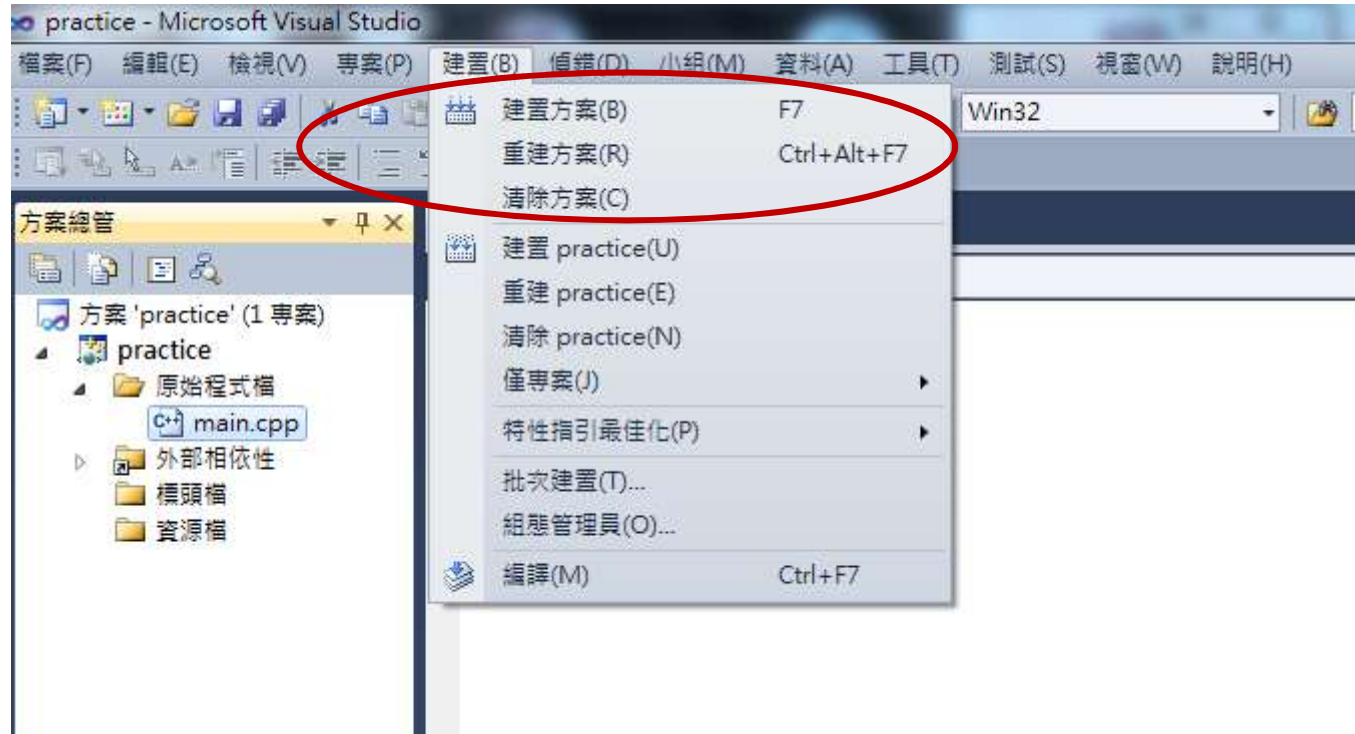 practice - Microsoft Visual Studio
檔案(F) 編輯(E) 檢視(V) 專案(P) 建置(B) 偵錯(D) 小組(M) 資料(A) 工具(T) 測試(S) 視窗(W) 說明(H)
Win32
建置方案(B) F7
重建方案(R) Ctrl+Alt+F7
清除方案(C)
建置 practice(U)
重建 practice(E)
清除 practice(N)
僅專案(J)
特性指引最佳化(P)
批次建置(T)...
組態管理員(O)...
編譯(M) Ctrl+F7
方案總管
方案 'practice' (1 專案)
practice
原始程式檔
main.cpp
外部相依性
標頭檔
資源檔